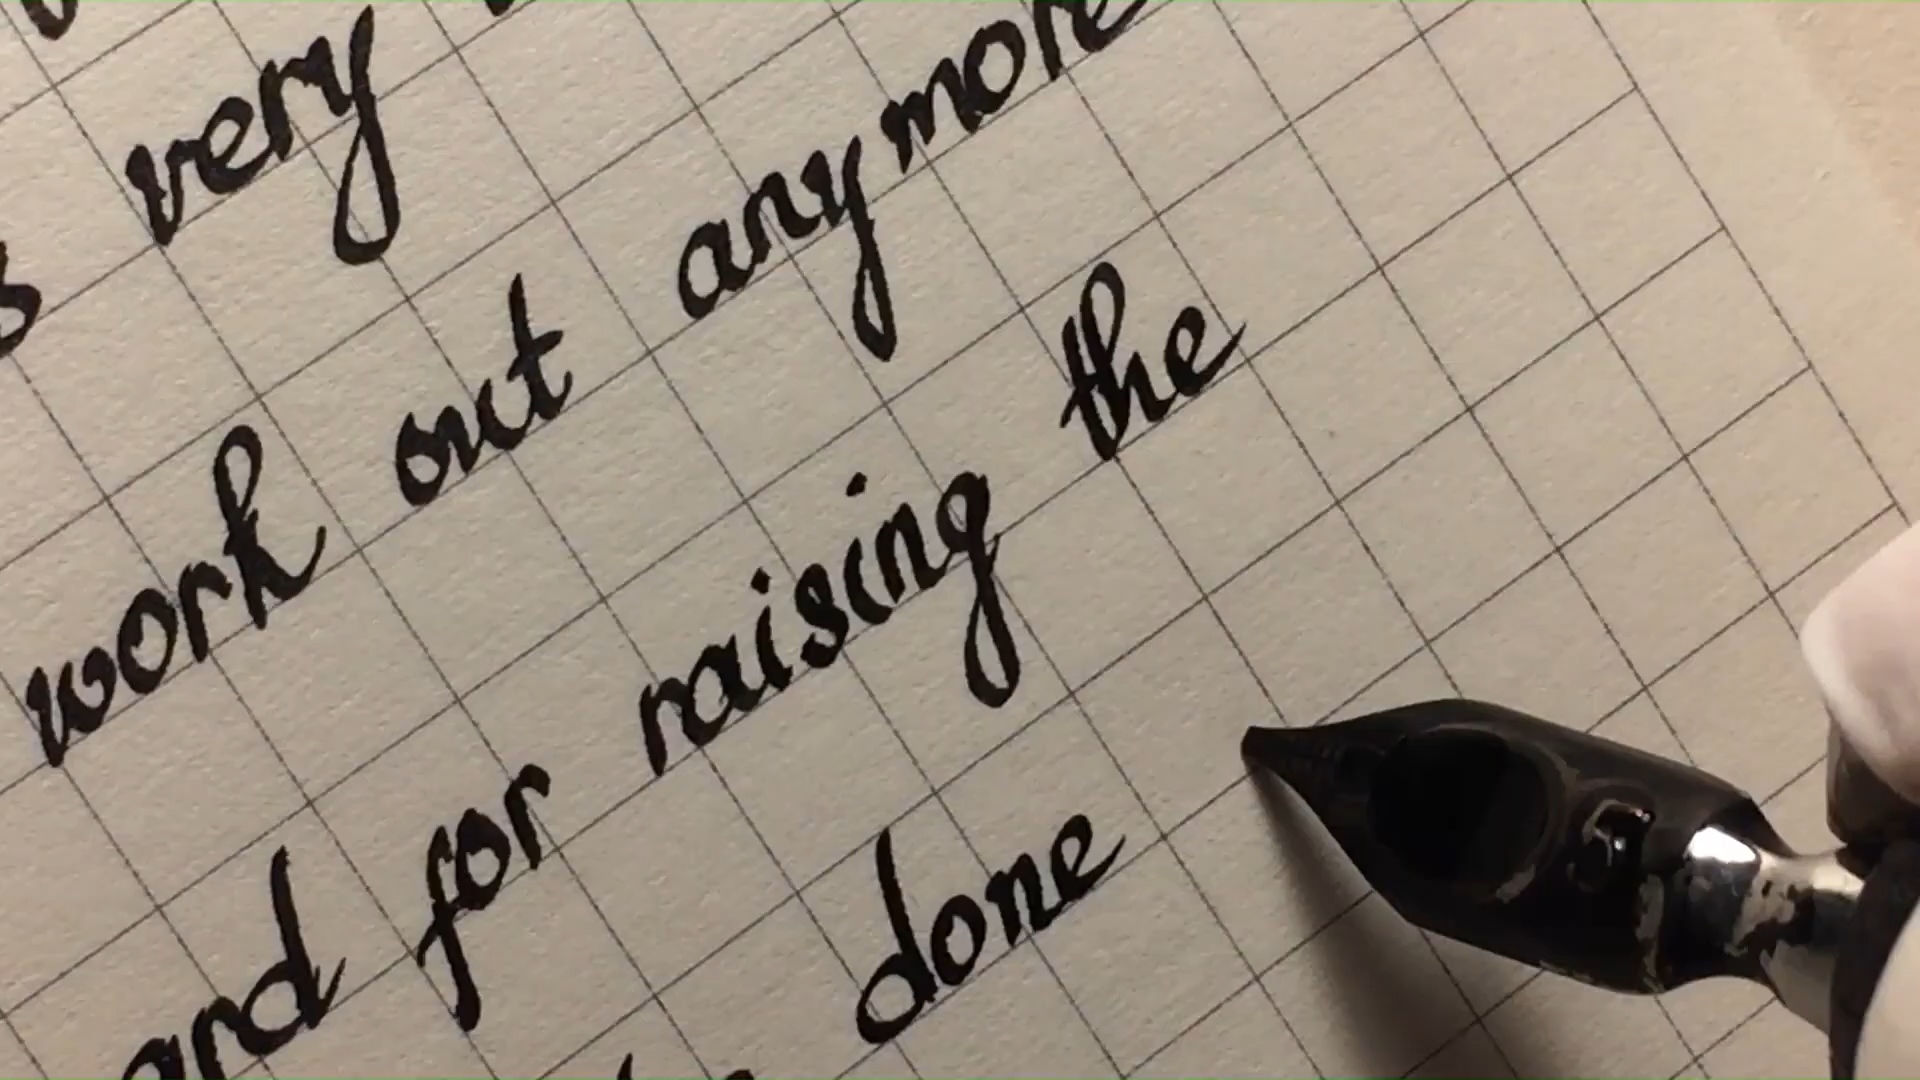 very
work out anymore
and for raising the
done